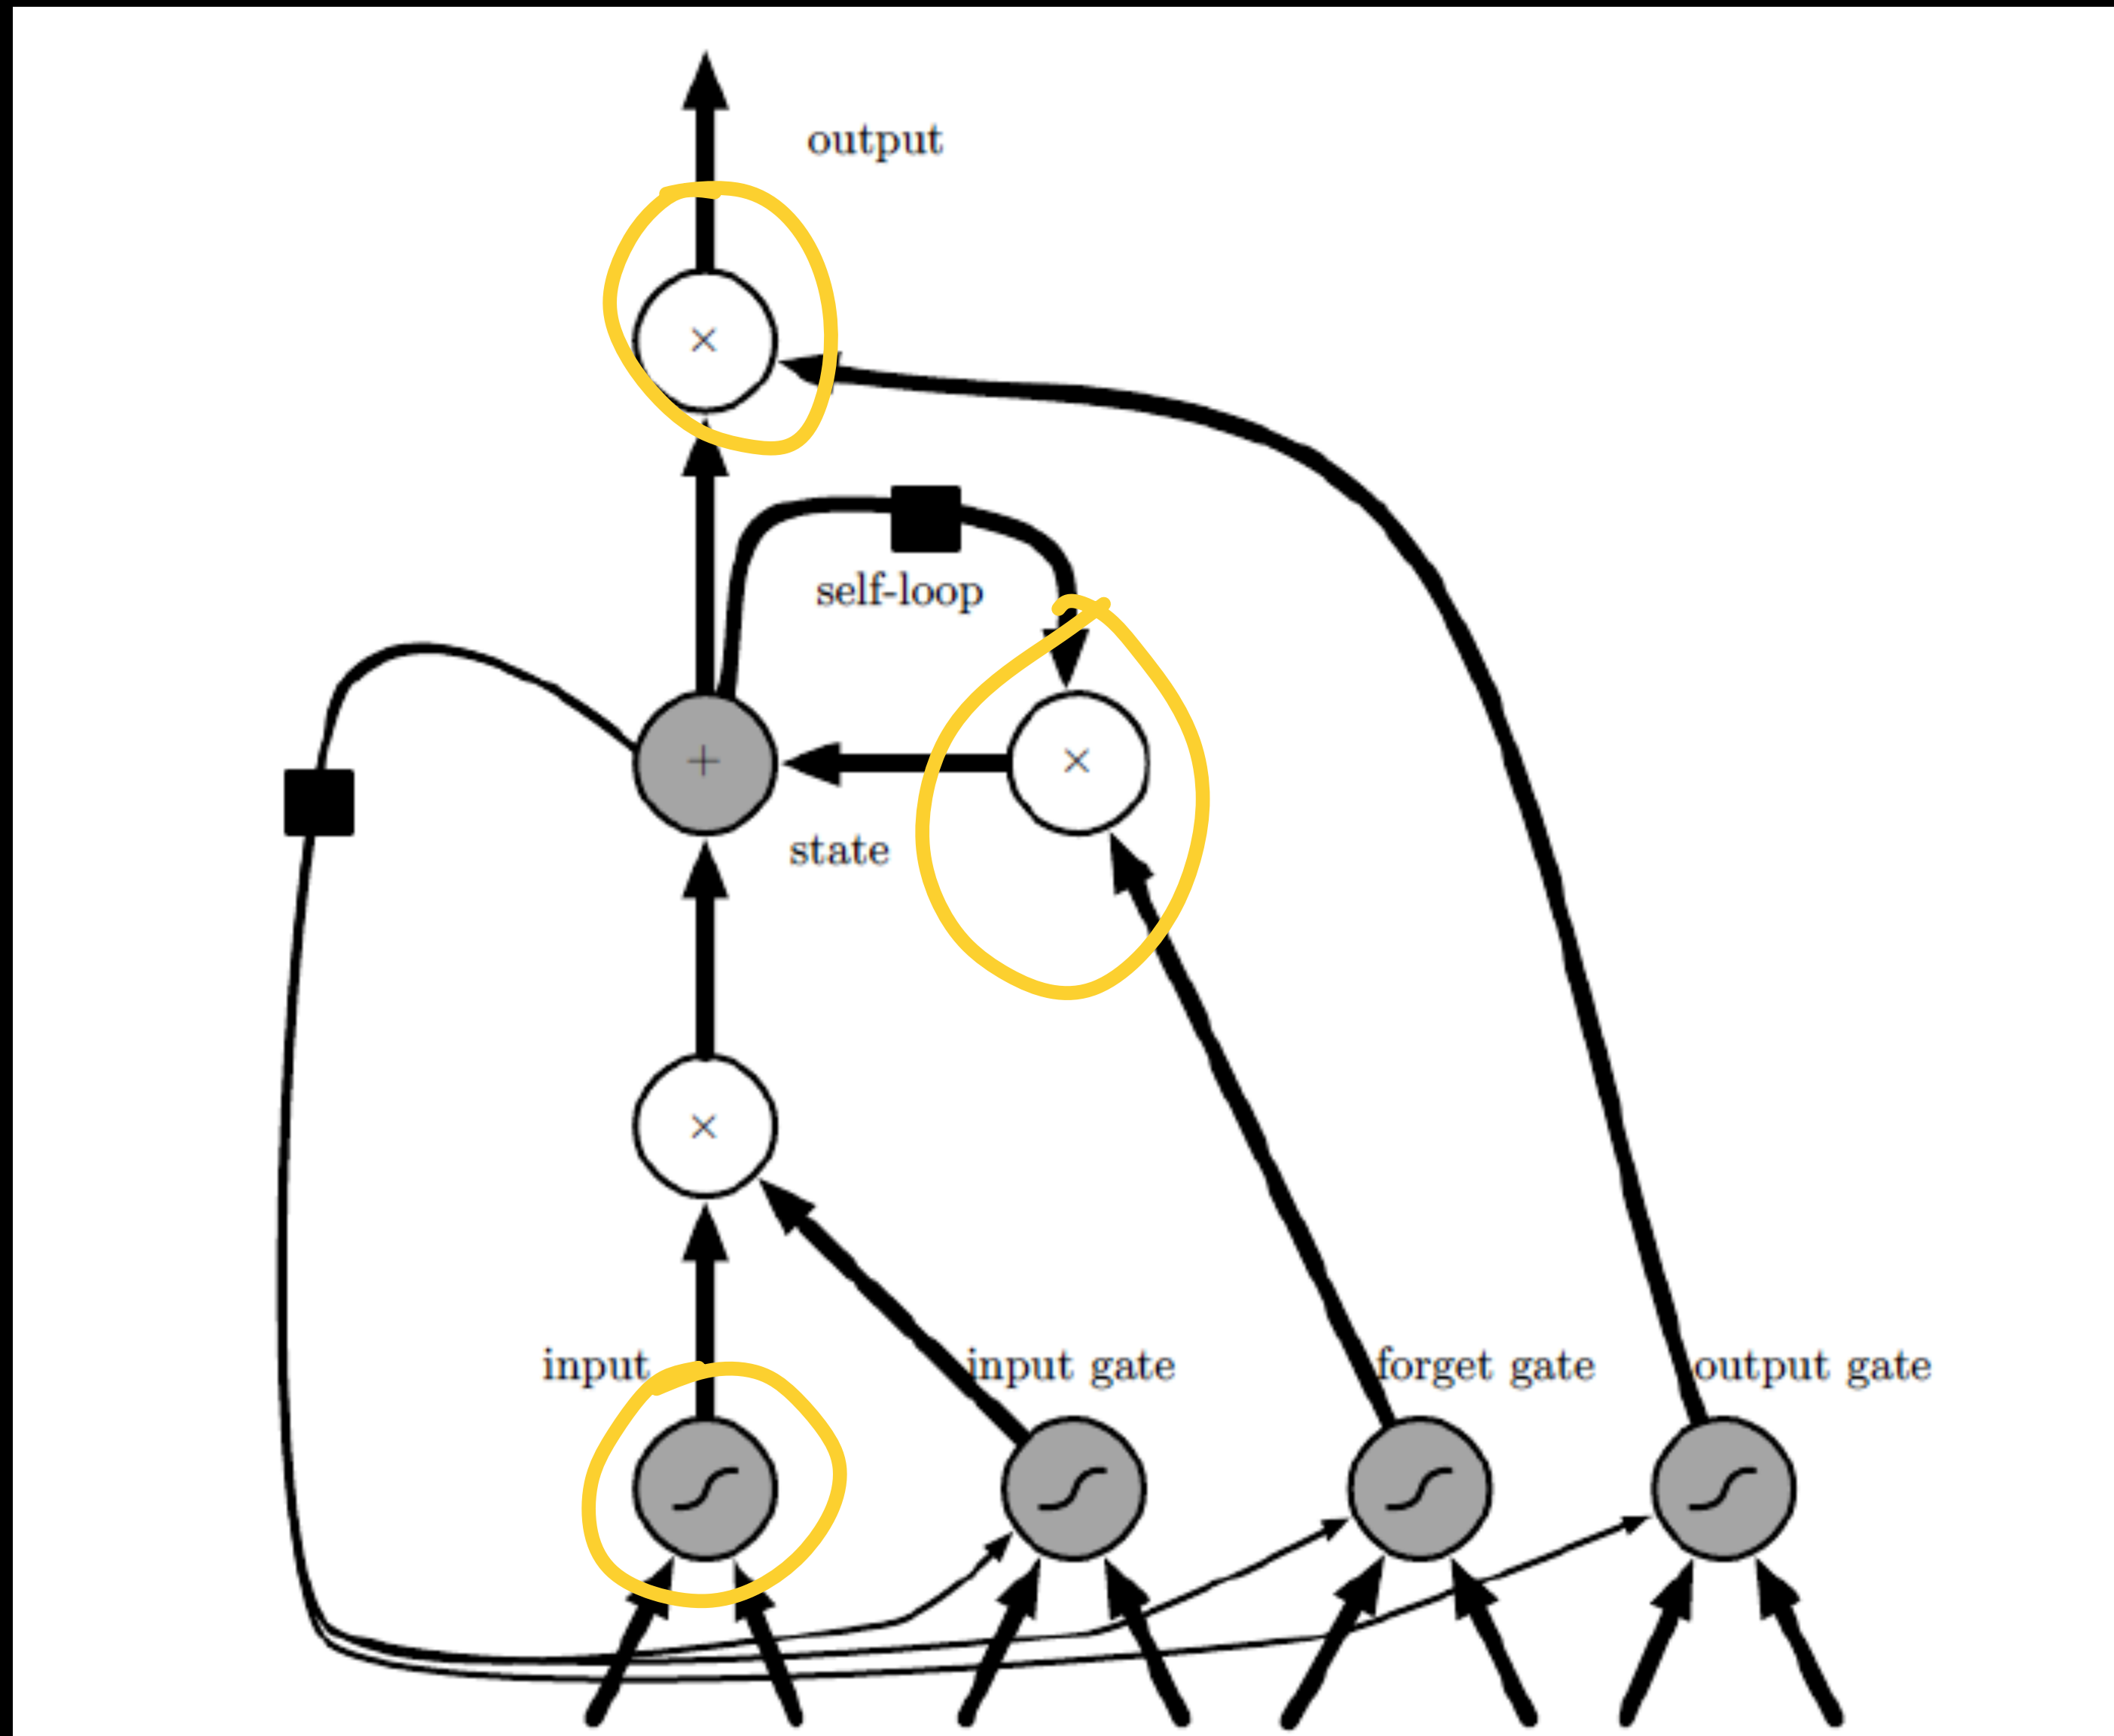 output
×
self-loop
+ ×
state
×
input input gate forget gate output gate